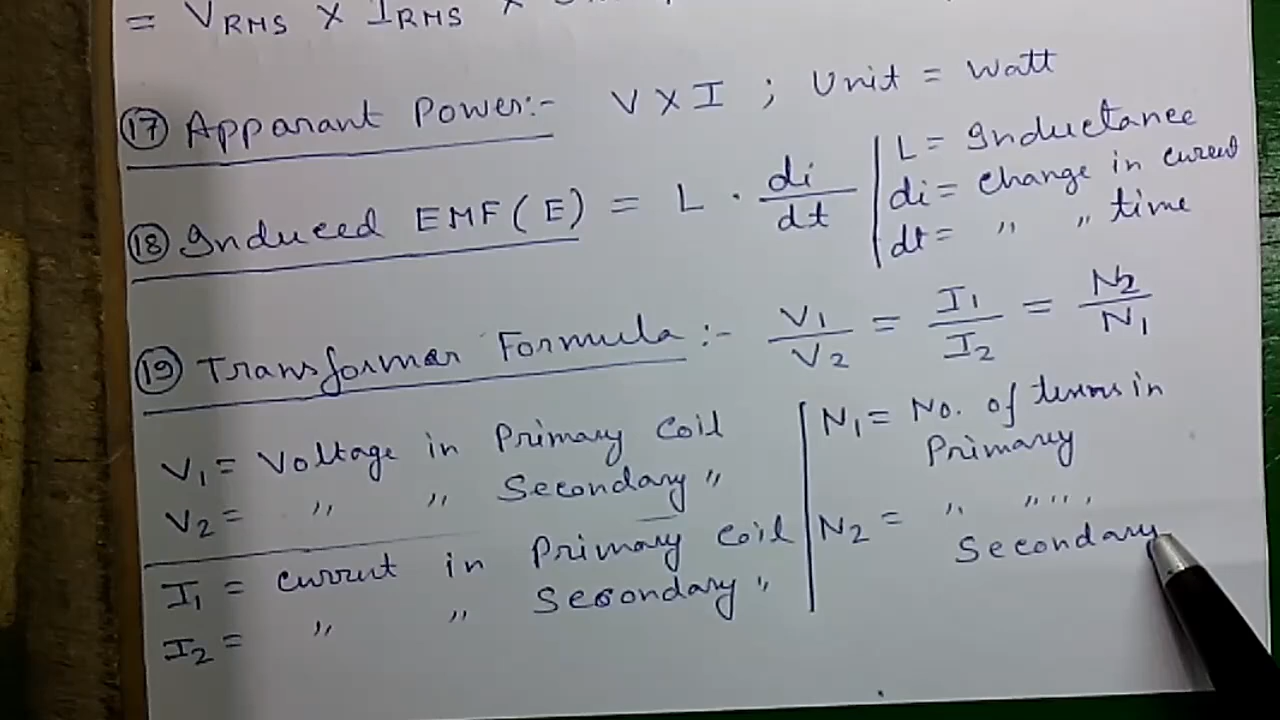 = VRMS X IRMS X
17 Apparant Power:- V X I ; Unit = Watt
18 Induced EMF(E) = L . di/dt
L = Inductance
di = change in current
dt = " " time
19 Transformer Formula :- V1/V2 = I1/I2 = N2/N1
V1 = Voltage in Primary Coil
V2 = " " Secondary "
I1 = current in Primary Coil
I2 = " " Secondary "
N1 = No. of terms in
Primary
N2 = " " " "
Secondary